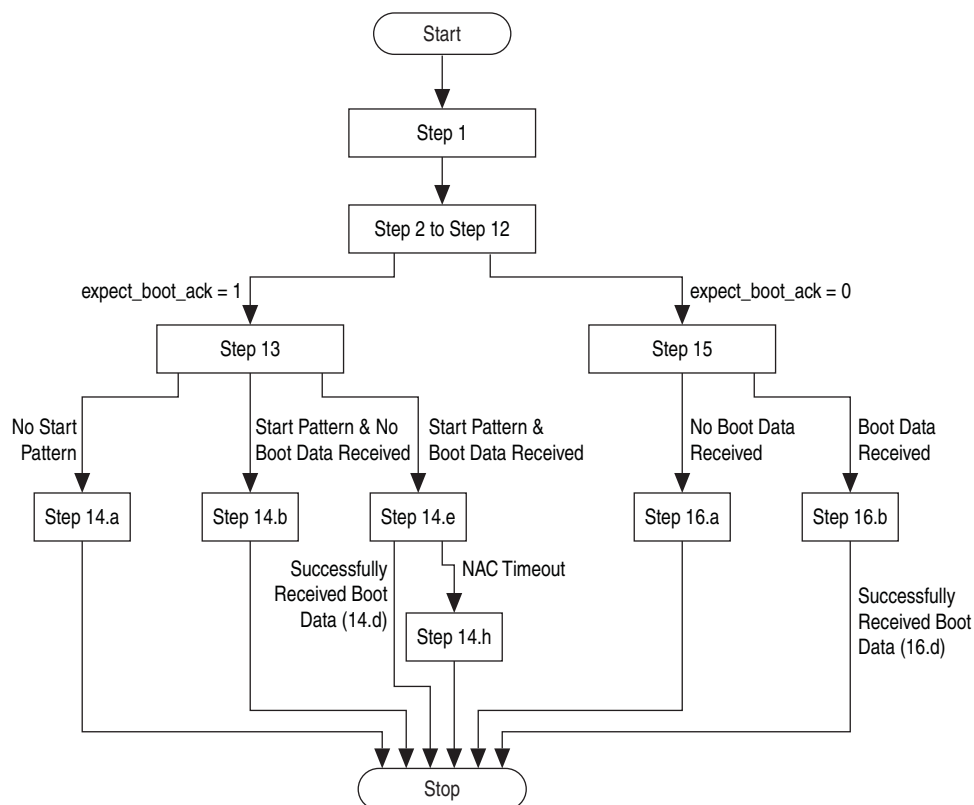 Start
Step 1
Step 2 to Step 12
expect_boot_ack = 1
expect_boot_ack = 0
Step 13
Step 15
No Start
Pattern
Start Pattern & No
Boot Data Received
Start Pattern &
Boot Data Received
No Boot Data
Received
Boot Data
Received
Step 14.a
Step 14.b
Step 14.e
Step 16.a
Step 16.b
Successfully
Received Boot
Data (14.d)
NAC Timeout
Step 14.h
Successfully
Received Boot
Data (16.d)
Stop